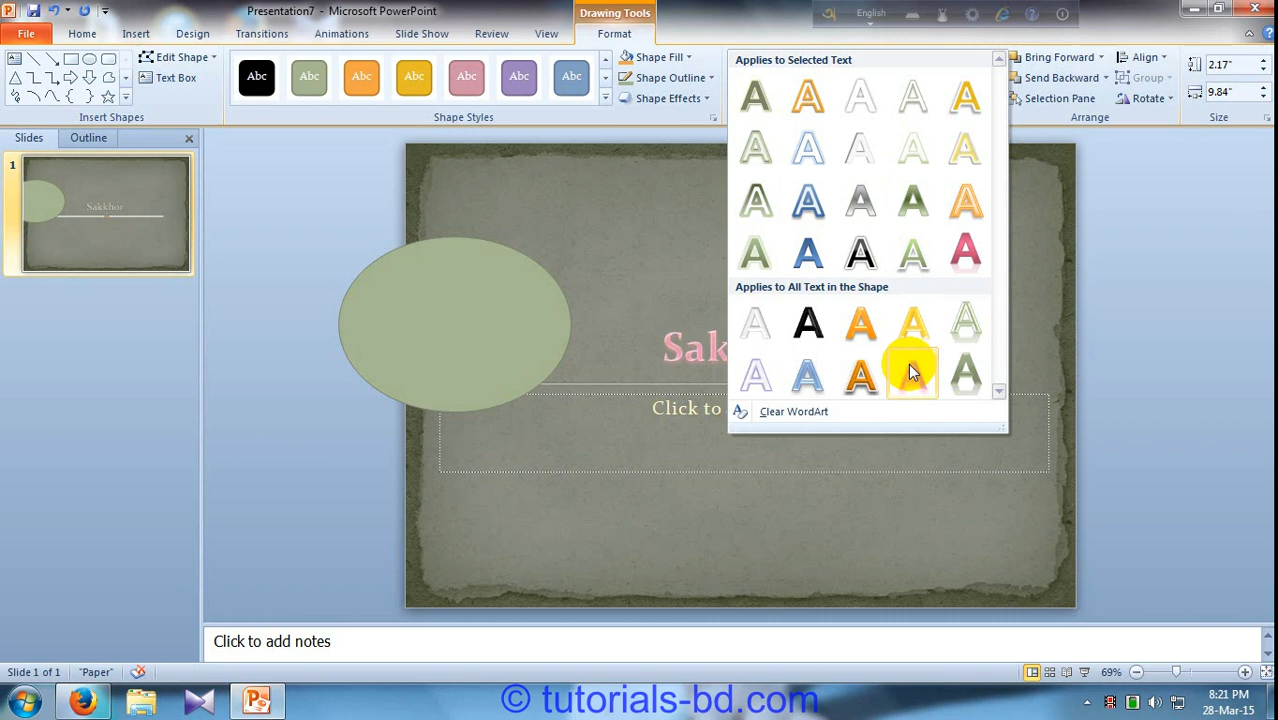 Presentation7 - Microsoft PowerPoint
Drawing Tools
English
File
Home
Insert
Design
Transitions
Animations
Slide Show
Review
View
Format
Edit Shape
Text Box
Insert Shapes
Abc Abc Abc Abc Abc Abc Abc
Shape Styles
Shape Fill
Shape Outline
Shape Effects
Applies to Selected Text
A A A A A
A A A A A
A A A A A
A A A A A
Applies to All Text in the Shape
A A A A A
A A A A A
Clear WordArt
Bring Forward
Send Backward
Selection Pane
Align
Group
Rotate
Arrange
2.17"
9.84"
Size
Slides
Outline
1
Sakkhor
Sak
Click to
Click to add notes
Slide 1 of 1
"Paper"
69%
© tutorials-bd.com
8:21 PM
28-Mar-15